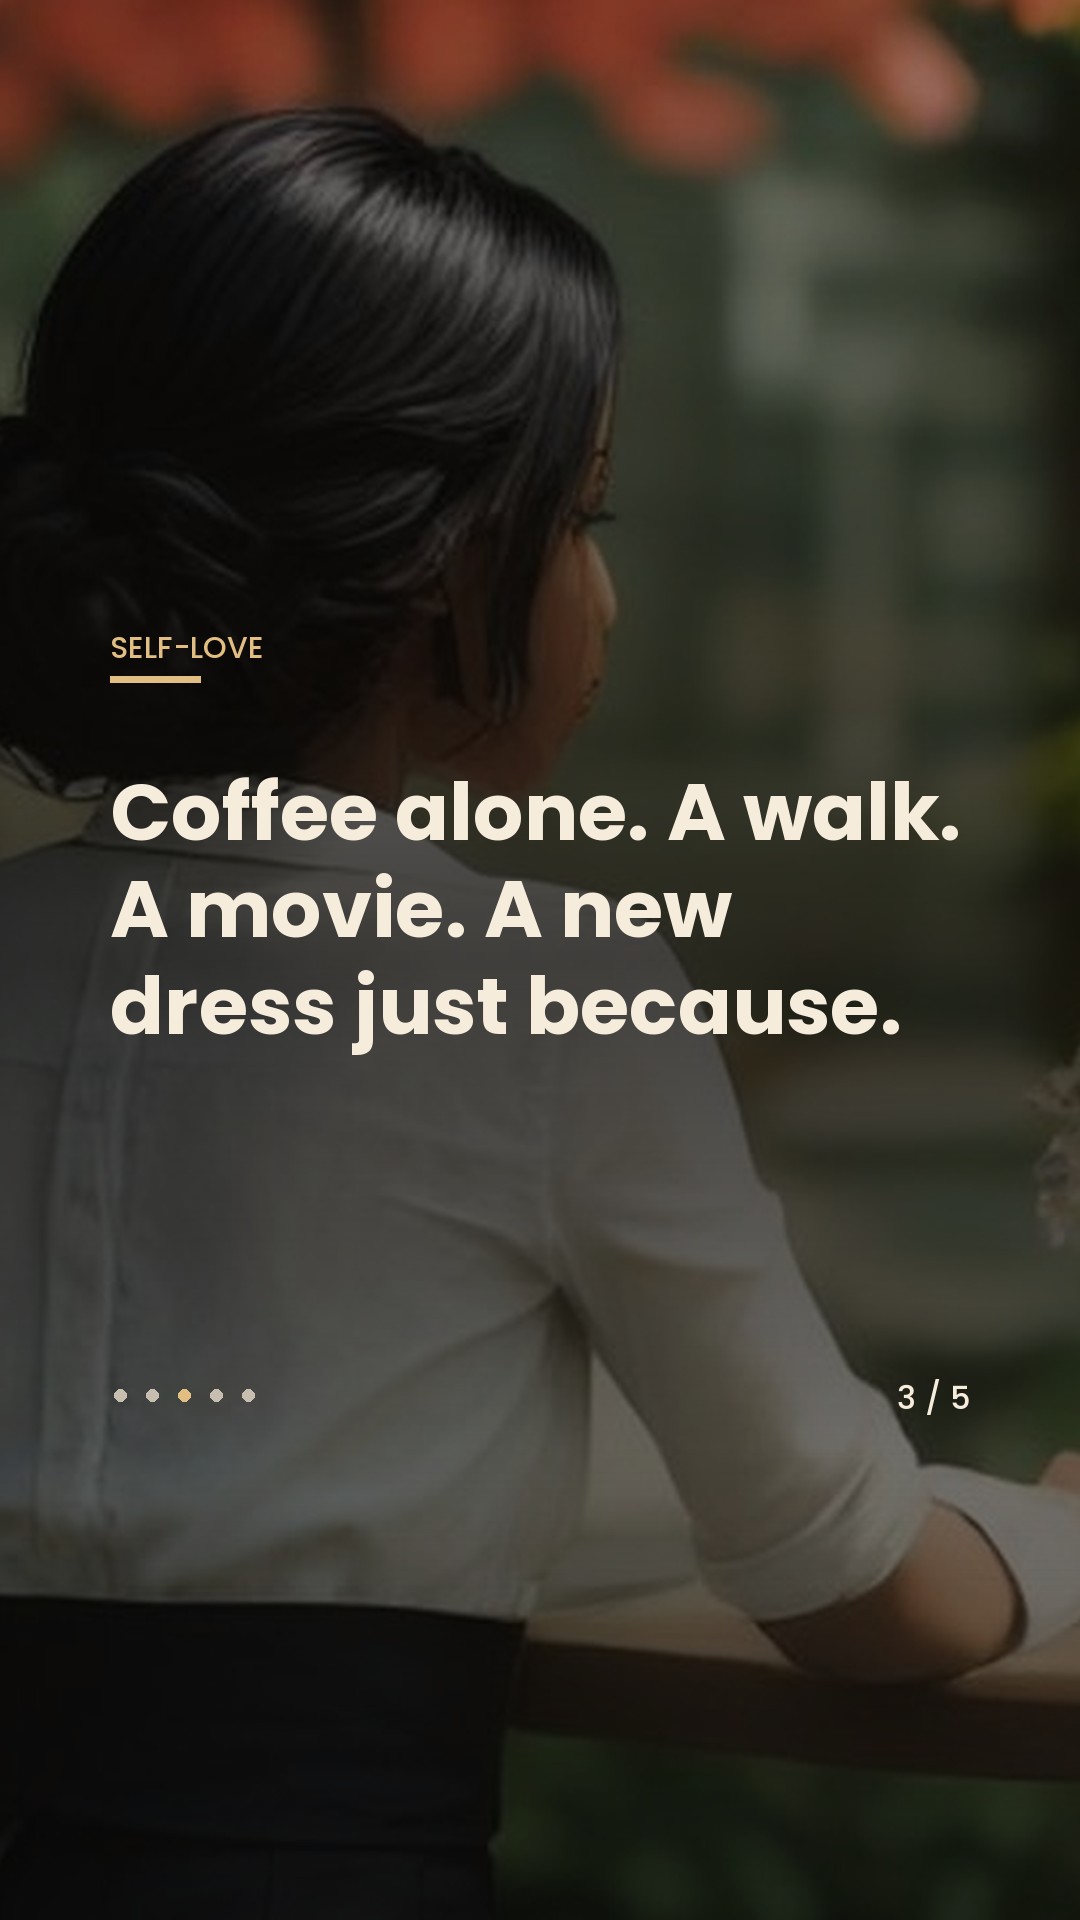 SELF-LOVE
Coffee alone. A walk.
A movie. A new
dress just because.
3 / 5